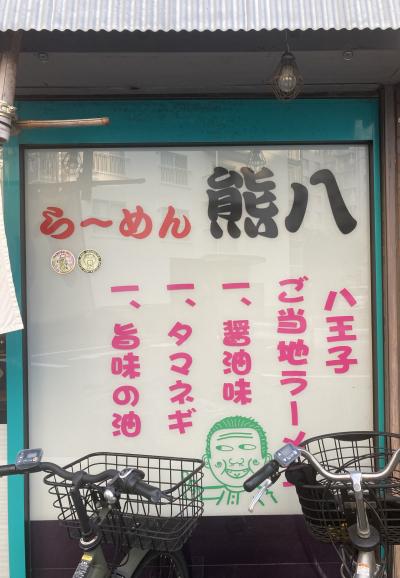 ら〜めん 熊八
八王子
ご当地ラーメン
一、醤油味
一、タマネギ
一、旨味の油